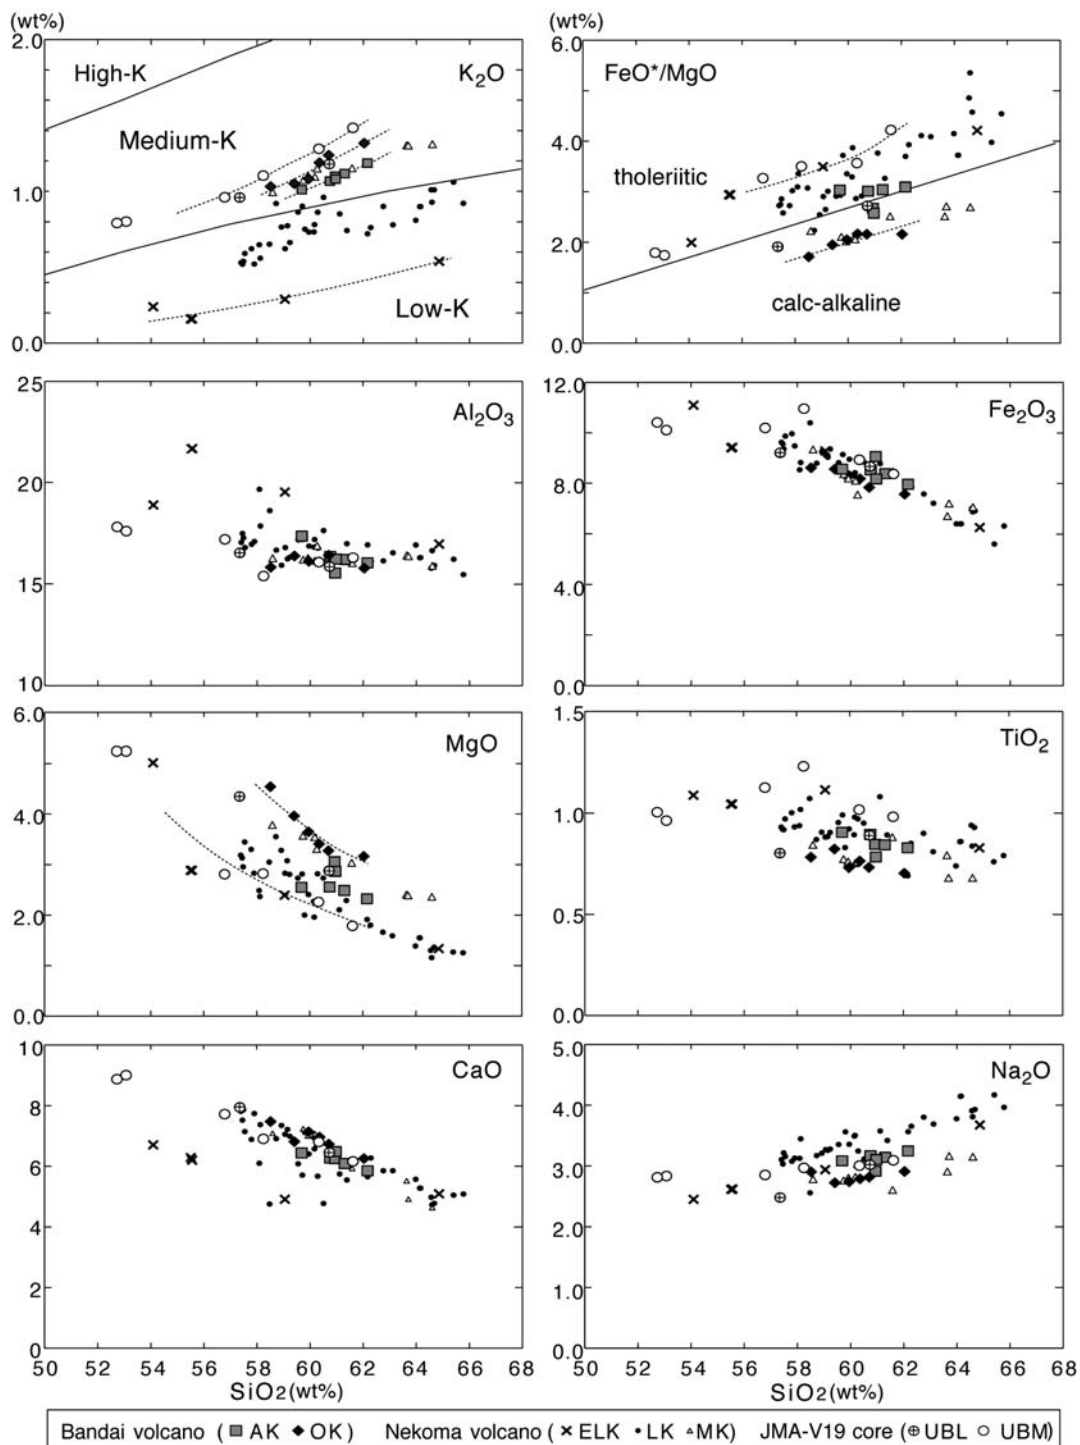 (wt%)
2.0
High-K
K2O
Medium-K
1.0
Low-K
0.0
(wt%)
6.0
FeO*/MgO
4.0
tholeriitic
2.0
calc-alkaline
0.0
25
Al2O3
20
15
10
12.0
Fe2O3
8.0
4.0
0.0
6.0
MgO
4.0
2.0
0.0
1.5
TiO2
1.0
0.5
0.0
10
CaO
8
6
4
2
0
50 52 54 56 58 60 62 64 66 68
SiO2(wt%)
5.0
Na2O
4.0
3.0
2.0
1.0
0.0
50 52 54 56 58 60 62 64 66 68
SiO2(wt%)
Bandai volcano ( AK OK ) Nekoma volcano ( ELK LK MK) JMA-V19 core ( UBL UBM )